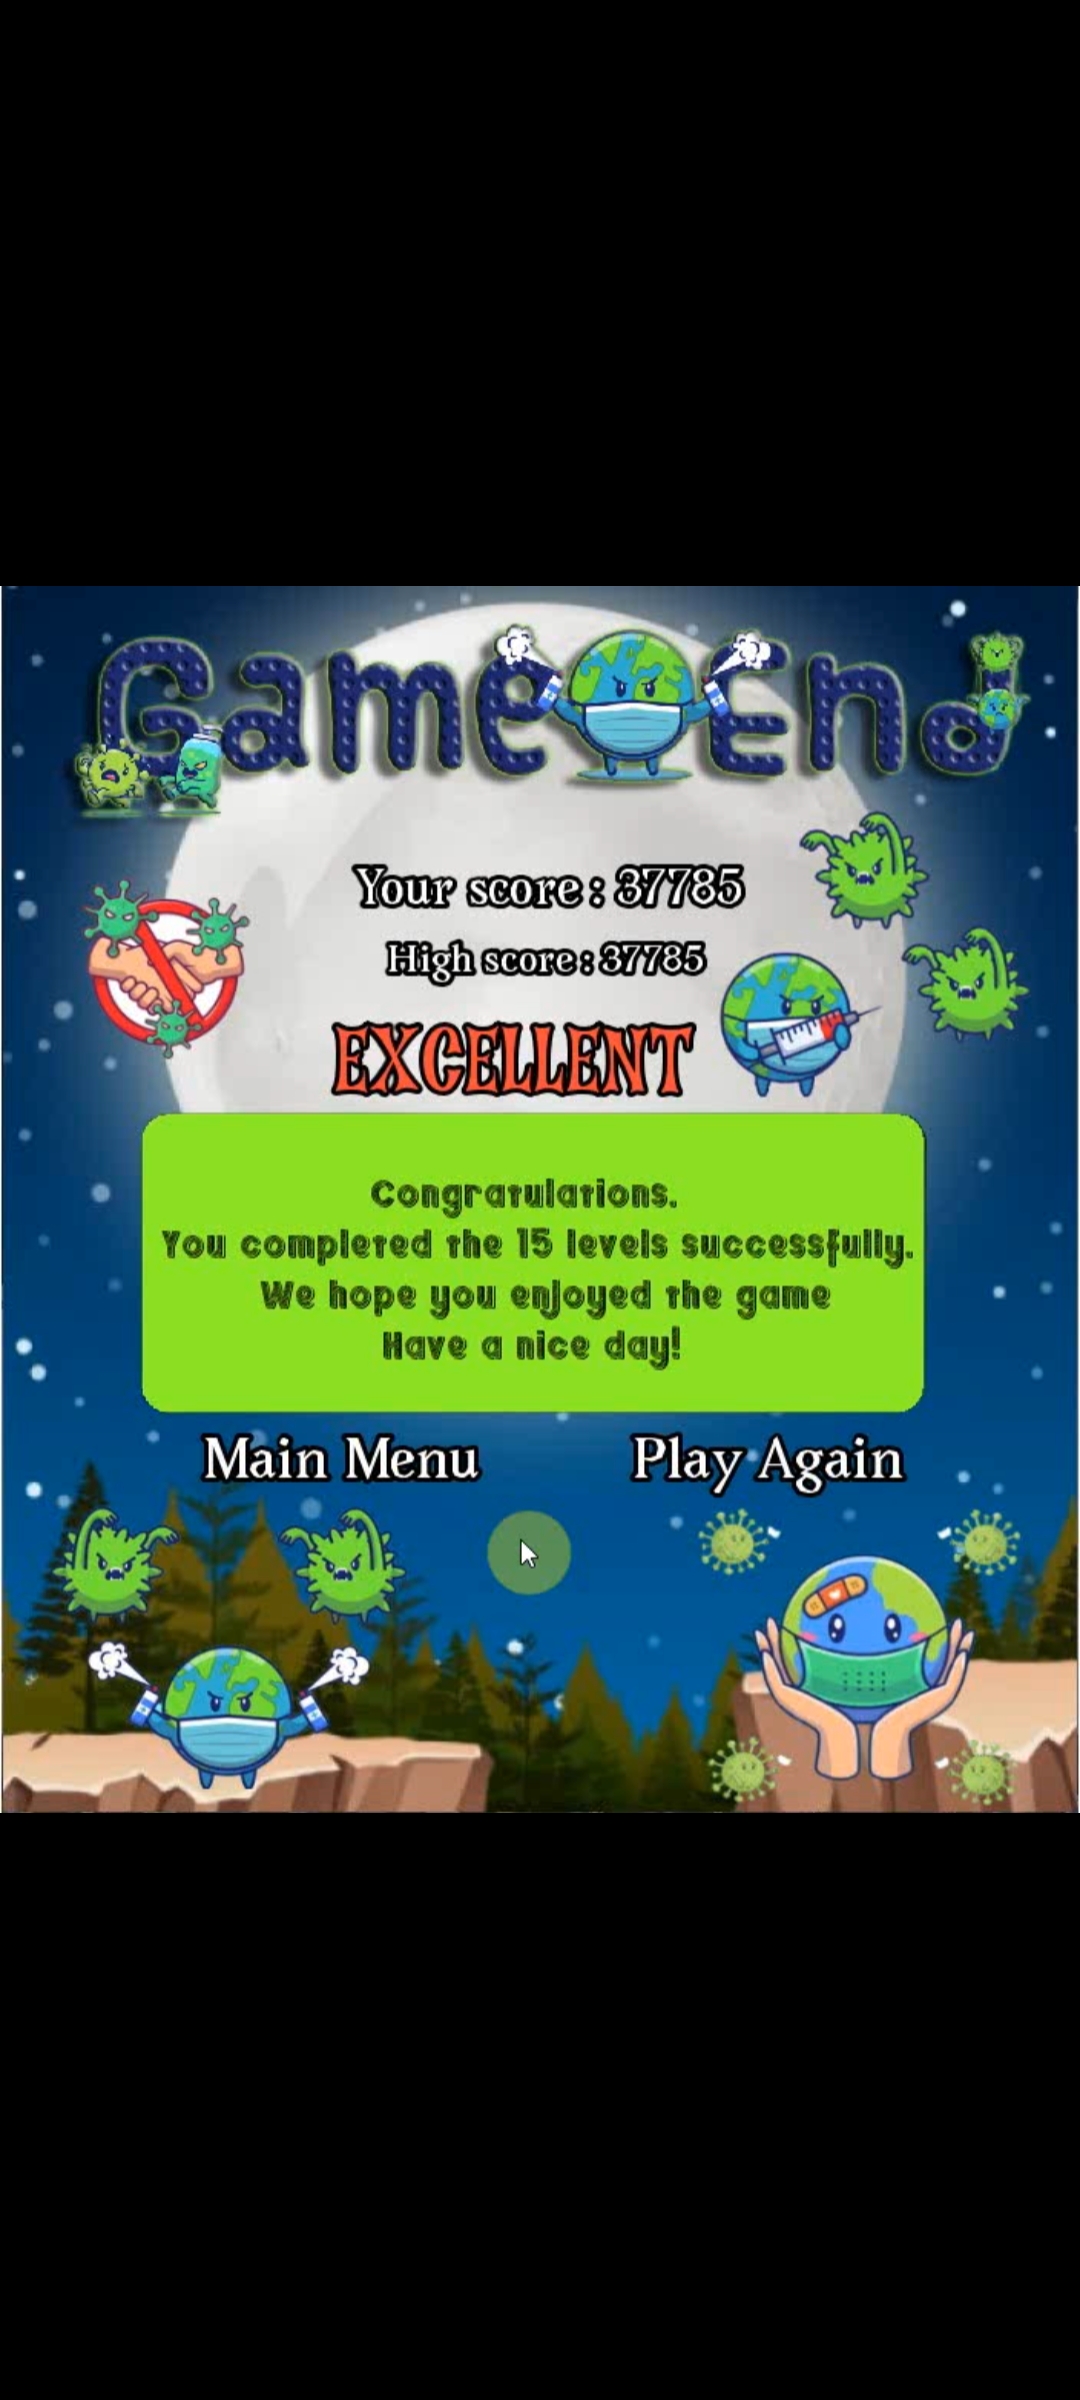 Game End
Your score : 37785
High score : 37785
EXCELLENT
Congratulations.
You completed the 15 levels successfully.
We hope you enjoyed the game
Have a nice day!
Main Menu
Play Again